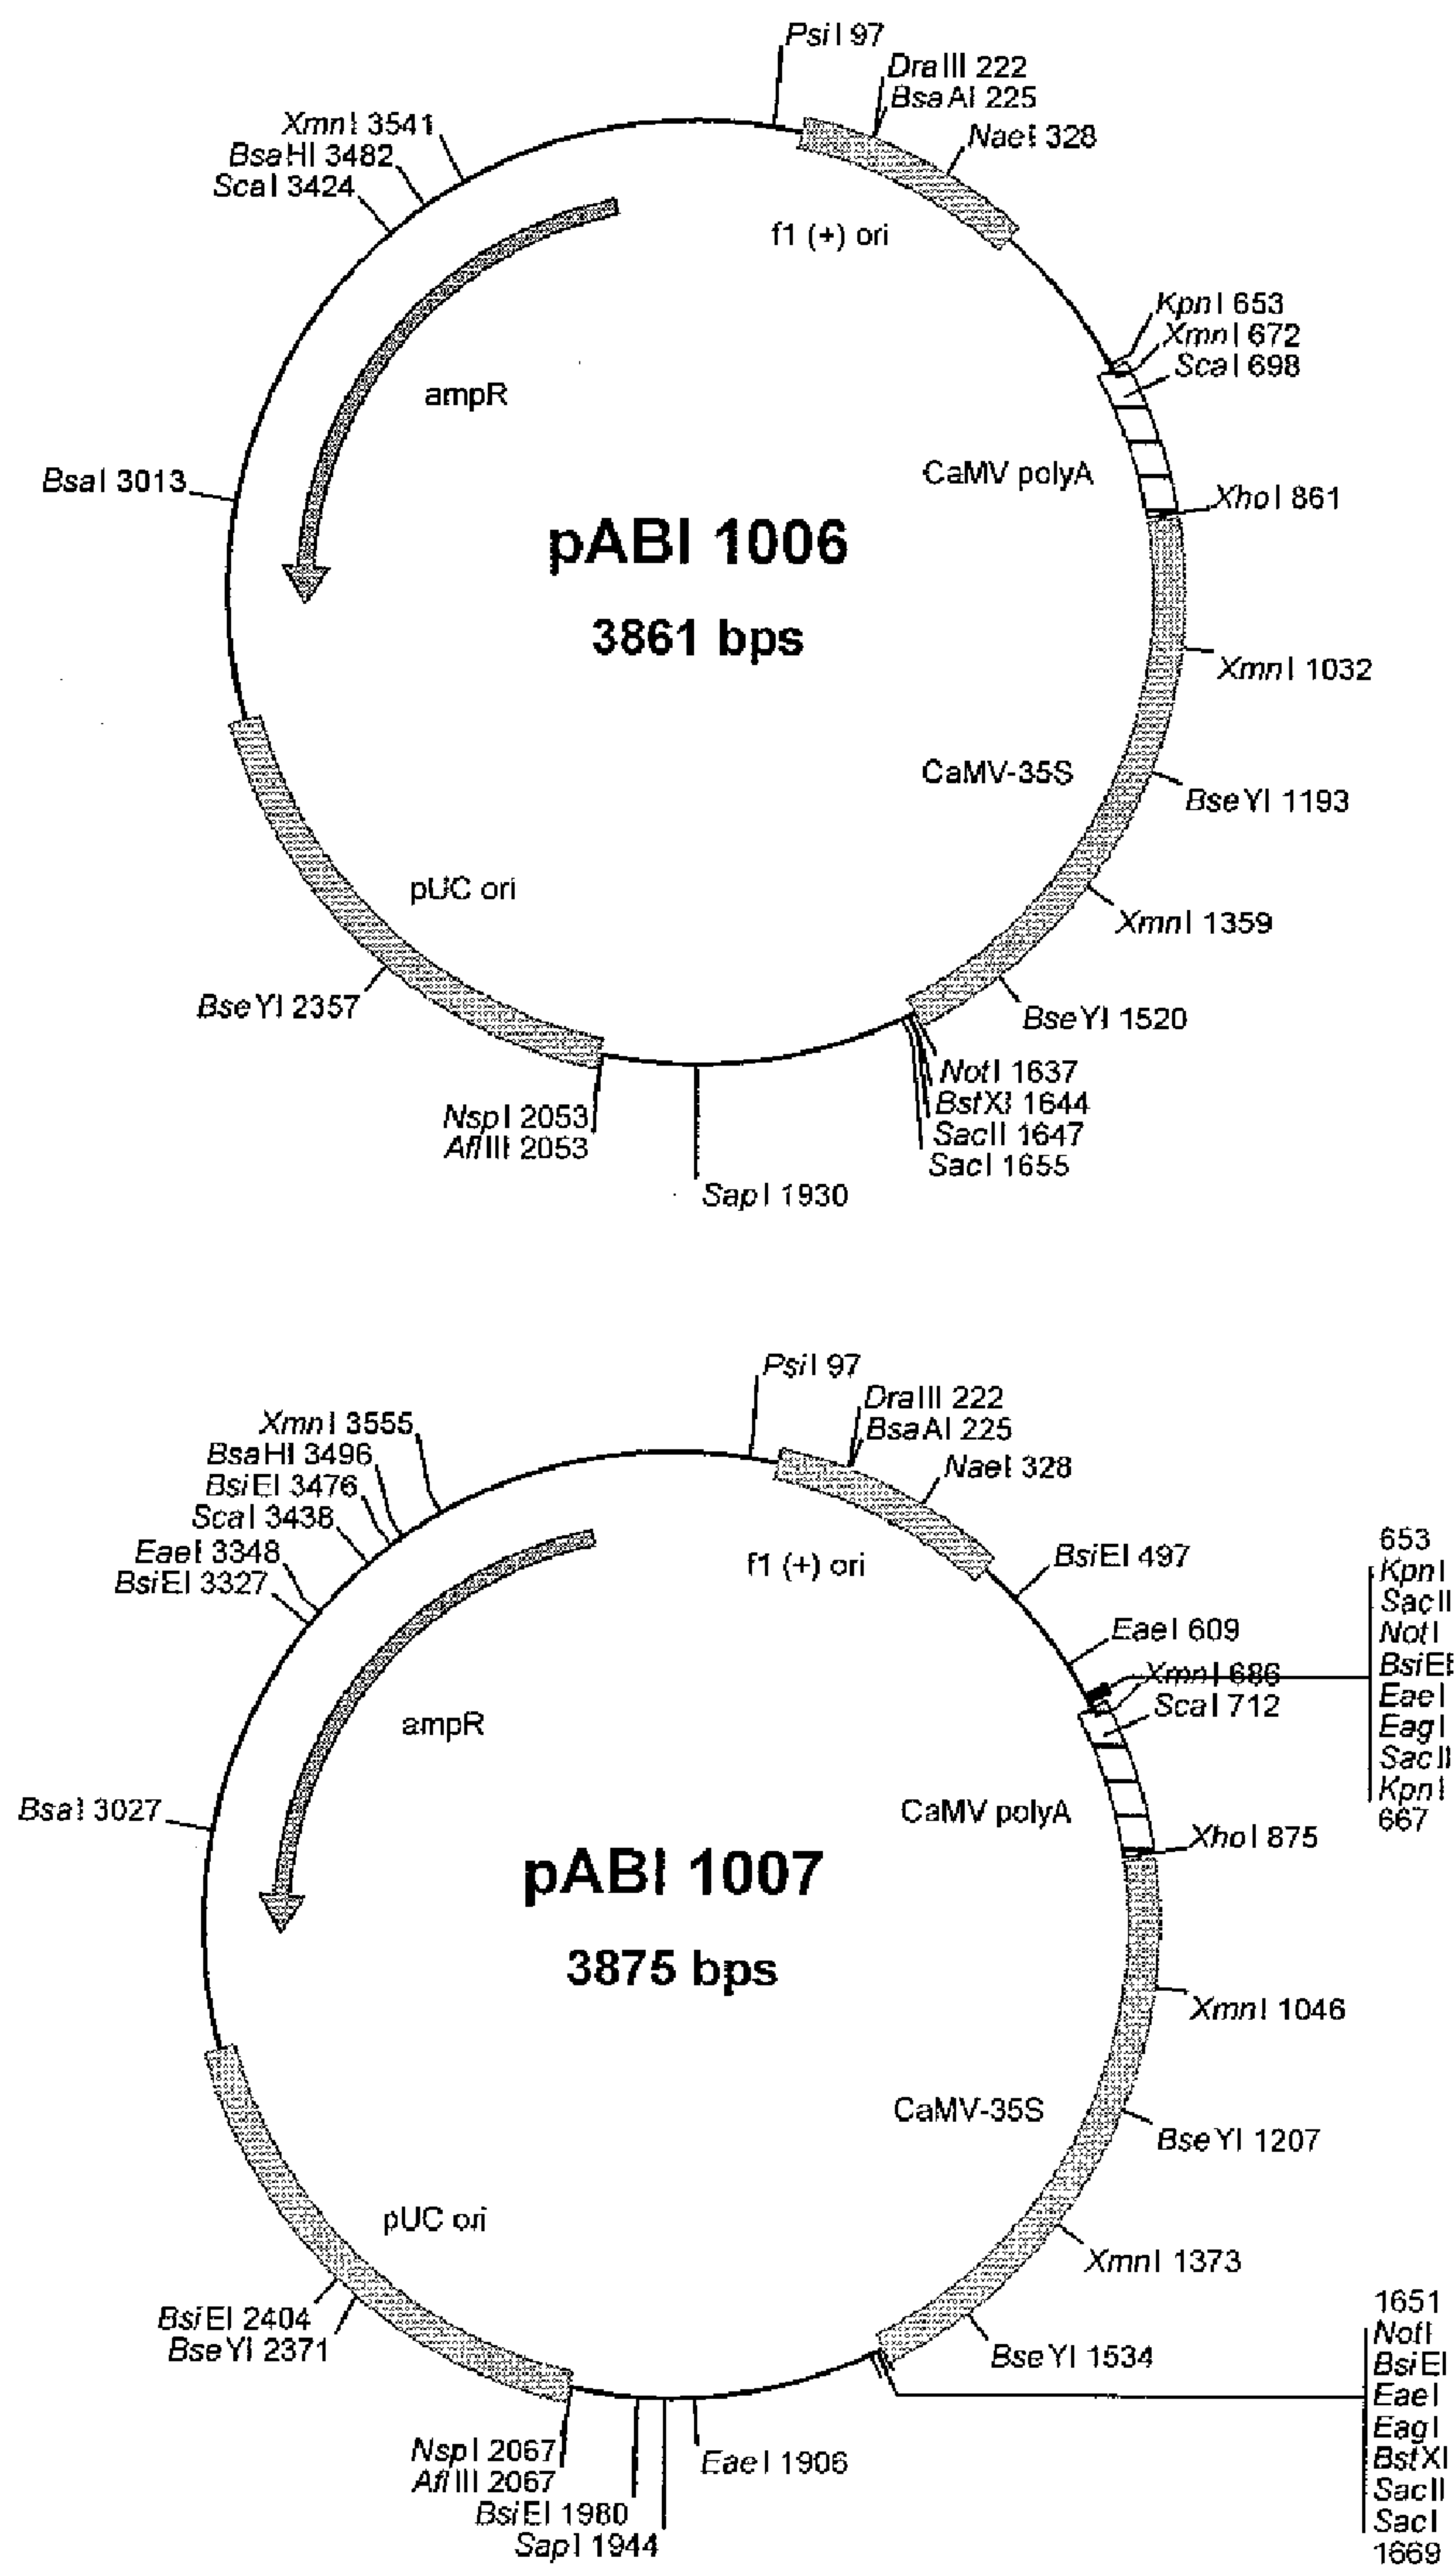 PsiI 97
DraIII 222
BsaAI 225
NaeI 328
XmnI 3541
BsaHI 3482
ScaI 3424
f1 (+) ori
KpnI 653
XmnI 672
ScaI 698
ampR
CaMV polyA
BsaI 3013
XhoI 861
pABI 1006
3861 bps
XmnI 1032
CaMV-35S
BseYI 1193
pUC ori
XmnI 1359
BseYI 2357
BseYI 1520
NotI 1637
BstXI 1644
SacII 1647
SacI 1655
NspI 2053
AflIII 2053
SapI 1930
PsiI 97
DraIII 222
BsaAI 225
NaeI 328
XmnI 3555
BsaHI 3496
BsiEI 3476
ScaI 3438
EaeI 3348
BsiEI 3327
f1 (+) ori
BsiEI 497
EaeI 609
XmnI 686
ScaI 712
653
KpnI
SacII
NotI
BsiEI
EaeI
EagI
SacII
KpnI
667
ampR
CaMV polyA
BsaI 3027
XhoI 875
pABI 1007
3875 bps
XmnI 1046
CaMV-35S
BseYI 1207
pUC ori
XmnI 1373
BsiEI 2404
BseYI 2371
BseYI 1534
1651
NotI
BsiEI
EaeI
EagI
BstXI
SacII
SacI
1669
NspI 2067
AflIII 2067
BsiEI 1980
SapI 1944
EaeI 1906